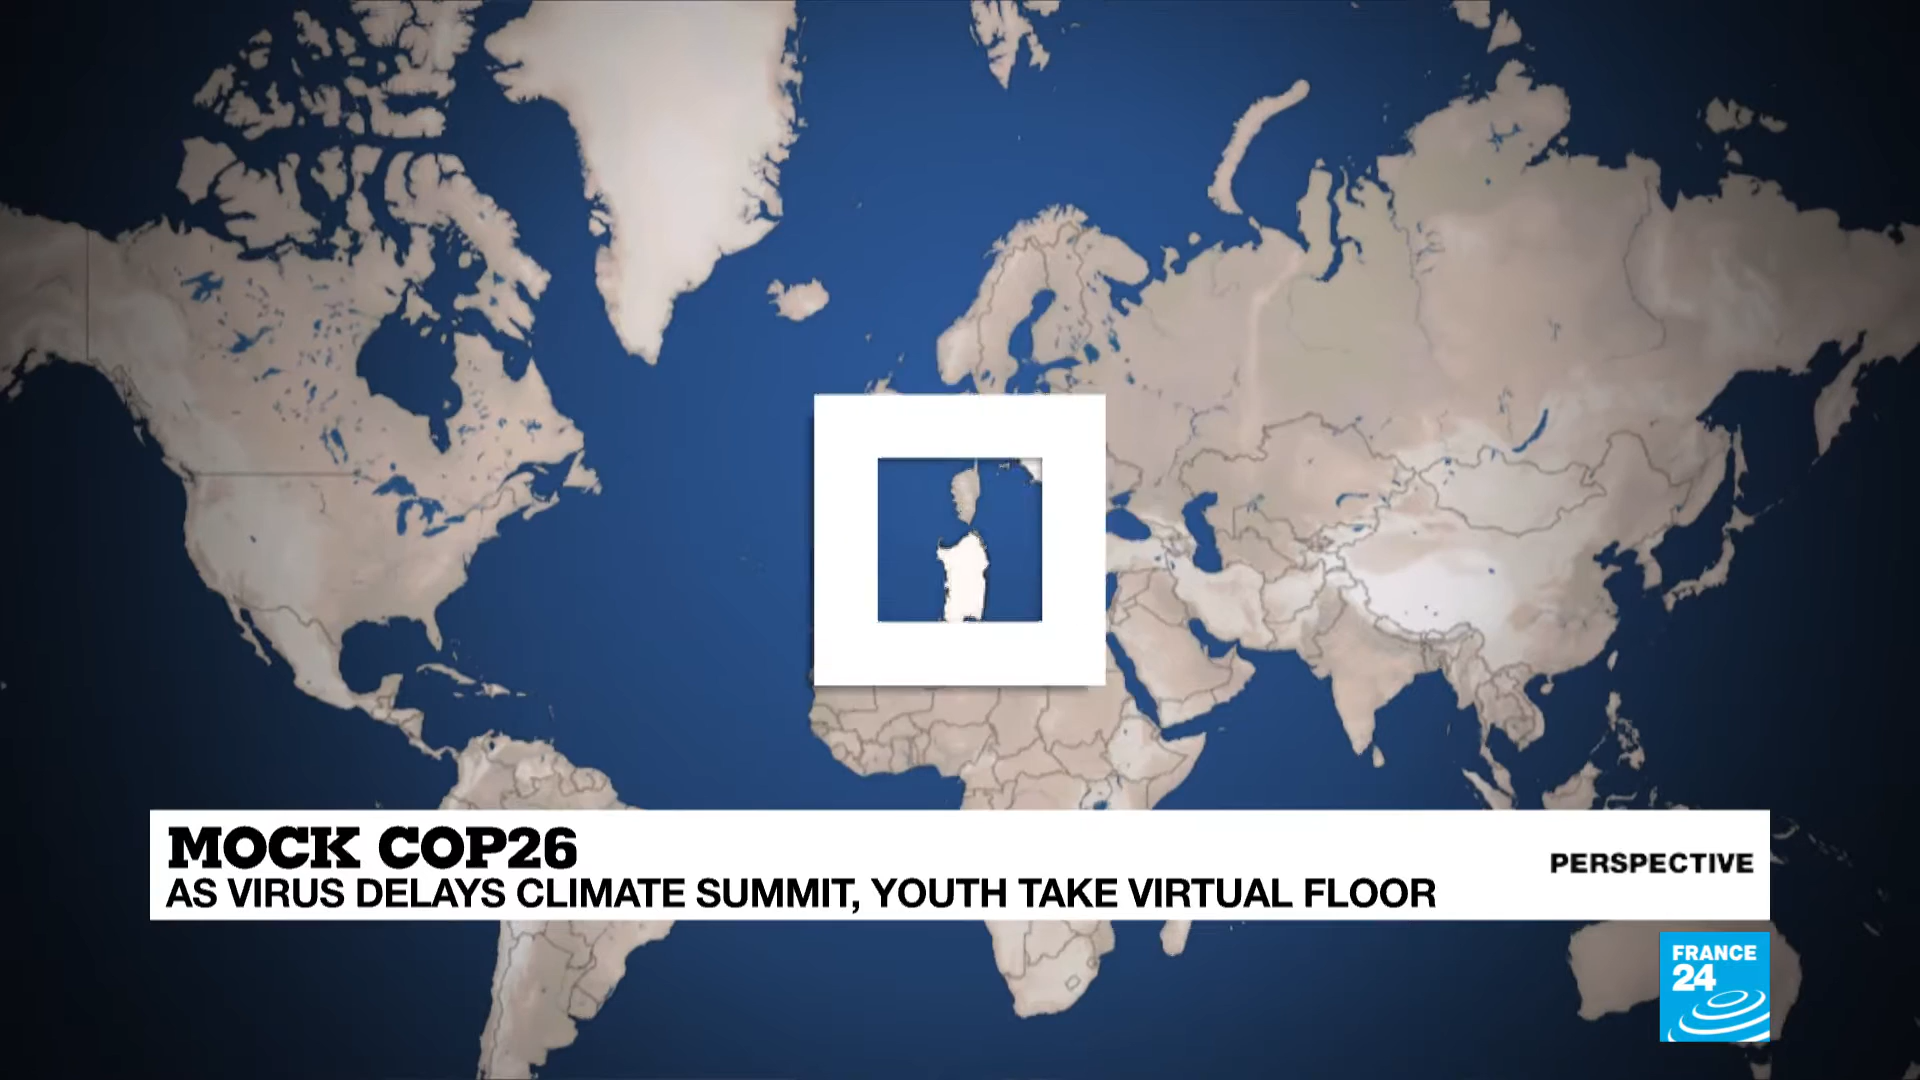 MOCK COP26
AS VIRUS DELAYS CLIMATE SUMMIT, YOUTH TAKE VIRTUAL FLOOR
PERSPECTIVE
FRANCE
24